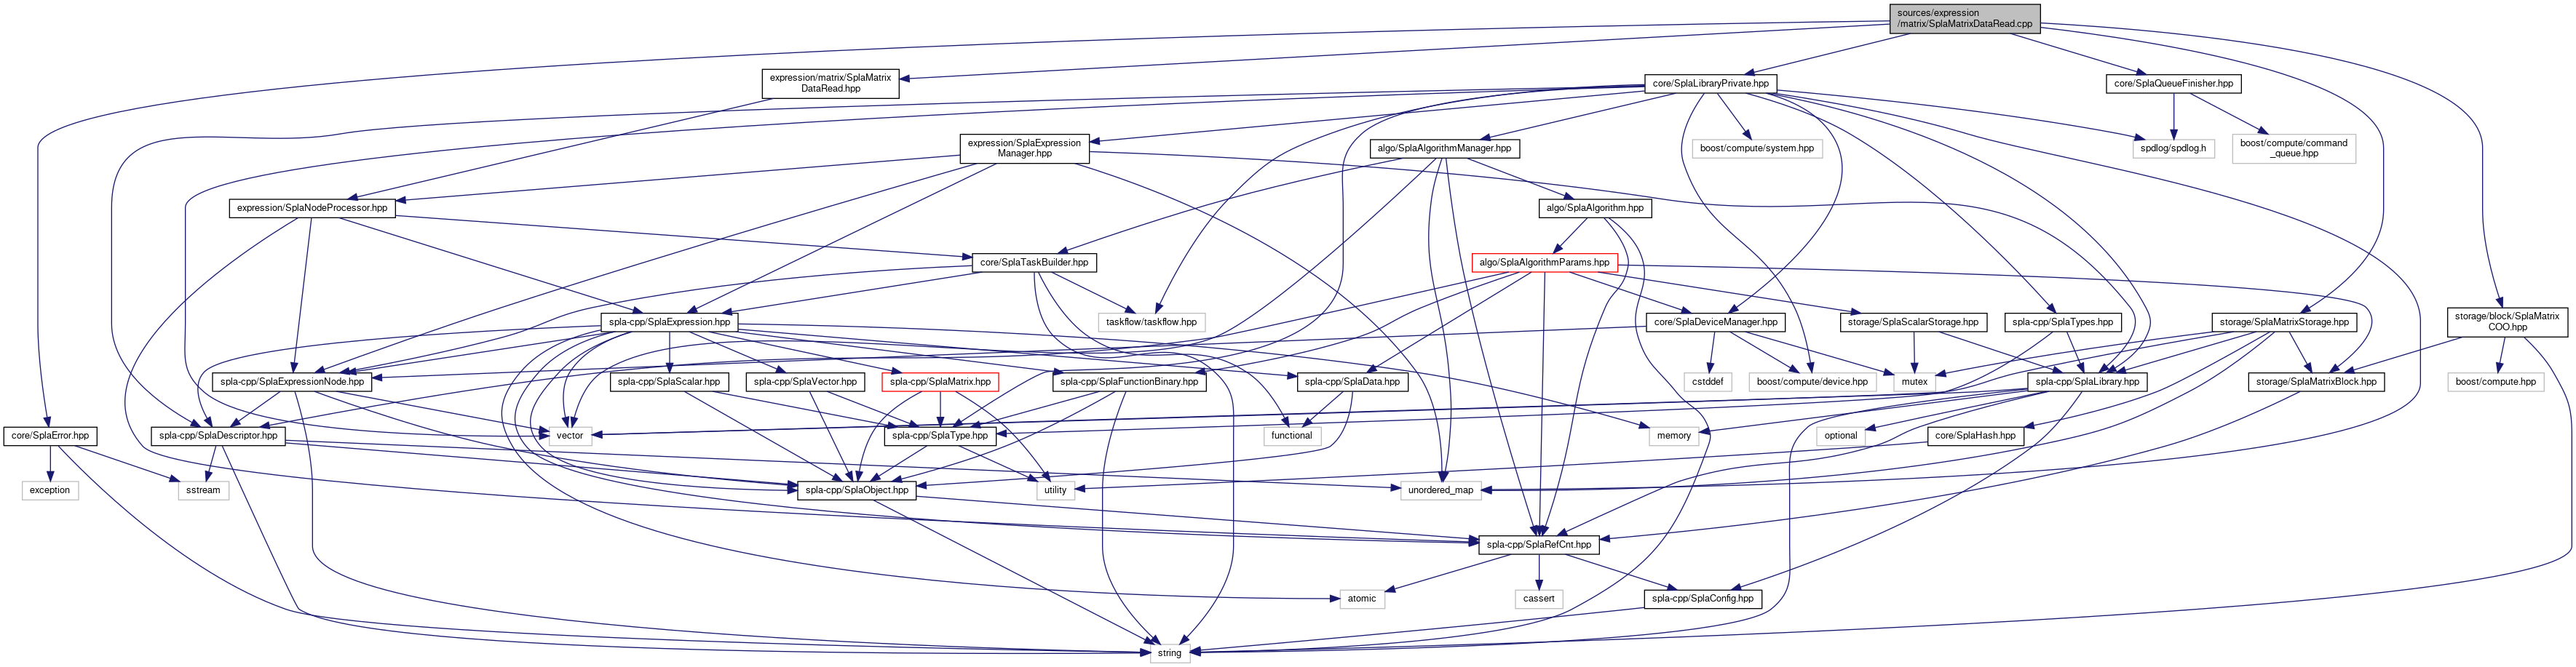 sources/expression
/matrix/SplaMatrixDataRead.cpp
expression/matrix/SplaMatrix
DataRead.hpp
core/SplaLibraryPrivate.hpp
core/SplaQueueFinisher.hpp
expression/SplaExpression
Manager.hpp
algo/SplaAlgorithmManager.hpp
boost/compute/system.hpp
spdlog/spdlog.h
boost/compute/command
_queue.hpp
expression/SplaNodeProcessor.hpp
algo/SplaAlgorithm.hpp
core/SplaTaskBuilder.hpp
algo/SplaAlgorithmParams.hpp
spla-cpp/SplaExpression.hpp
taskflow/taskflow.hpp
core/SplaDeviceManager.hpp
storage/SplaScalarStorage.hpp
spla-cpp/SplaTypes.hpp
storage/SplaMatrixStorage.hpp
storage/block/SplaMatrix
COO.hpp
spla-cpp/SplaExpressionNode.hpp
spla-cpp/SplaScalar.hpp
spla-cpp/SplaVector.hpp
spla-cpp/SplaMatrix.hpp
spla-cpp/SplaFunctionBinary.hpp
spla-cpp/SplaData.hpp
cstddef
boost/compute/device.hpp
mutex
spla-cpp/SplaLibrary.hpp
storage/SplaMatrixBlock.hpp
boost/compute.hpp
core/SplaError.hpp
spla-cpp/SplaDescriptor.hpp
vector
spla-cpp/SplaType.hpp
functional
memory
optional
core/SplaHash.hpp
exception
sstream
spla-cpp/SplaObject.hpp
utility
unordered_map
spla-cpp/SplaRefCnt.hpp
atomic
cassert
spla-cpp/SplaConfig.hpp
string